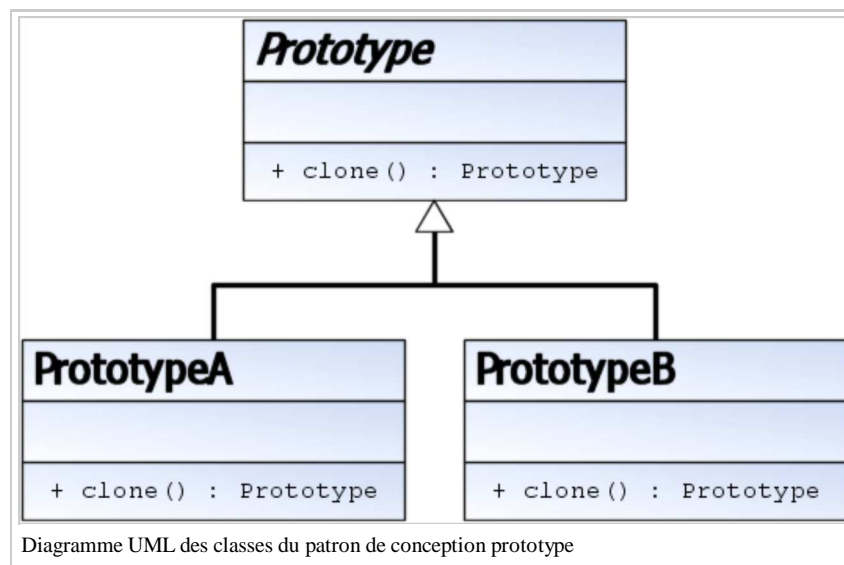 Prototype
+ clone() : Prototype
PrototypeA
PrototypeB
+ clone() : Prototype
+ clone() : Prototype
Diagramme UML des classes du patron de conception prototype